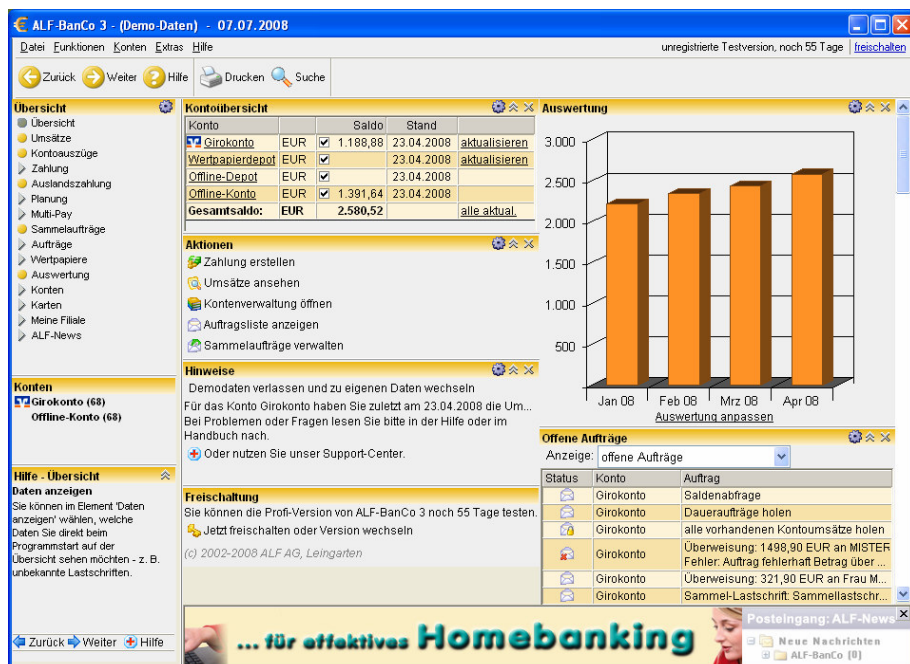 ALF-BanCo 3 - (Demo-Daten) - 07.07.2008
Datei Funktionen Konten Extras Hilfe
unregistrierte Testversion, noch 55 Tage freischalten
Zurück Weiter Hilfe Drucken Suche
Übersicht
Übersicht
Umsätze
Kontoauszüge
Zahlung
Auslandszahlung
Planung
Multi-Pay
Sammelaufträge
Aufträge
Wertpapiere
Auswertung
Konten
Karten
Meine Filiale
ALF-News
Konten
Girokonto (68)
Offline-Konto (68)
Hilfe - Übersicht
Daten anzeigen
Sie können im Element 'Daten
anzeigen' wählen, welche
Daten Sie direkt beim
Programmstart auf der
Übersicht sehen möchten - z. B.
unbekannte Lastschriften.
Zurück Weiter Hilfe
Kontoübersicht
Konto Saldo Stand
Girokonto EUR 1.188,88 23.04.2008 aktualisieren
Wertpapierdepot EUR 23.04.2008 aktualisieren
Offline-Depot EUR 23.04.2008
Offline-Konto EUR 1.391,64 23.04.2008
Gesamtsaldo: EUR 2.580,52 alle aktual.
Aktionen
Zahlung erstellen
Umsätze ansehen
Kontenverwaltung öffnen
Auftragsliste anzeigen
Sammelaufträge verwalten
Hinweise
Demodaten verlassen und zu eigenen Daten wechseln
Für das Konto Girokonto haben Sie zuletzt am 23.04.2008 die Um...
Bei Problemen oder Fragen lesen Sie bitte in der Hilfe oder im
Handbuch nach.
Oder nutzen Sie unser Support-Center.
Freischaltung
Sie können die Profi-Version von ALF-BanCo 3 noch 55 Tage testen.
Jetzt freischalten oder Version wechseln
(c) 2002-2008 ALF AG, Leingarten
Auswertung
3.000
2.500
2.000
1.500
1.000
500
Jan 08 Feb 08 Mrz 08 Apr 08
Auswertung anpassen
Offene Aufträge
Anzeige: offene Aufträge
Status Konto Auftrag
Girokonto Saldenabfrage
Girokonto Daueraufträge holen
Girokonto alle vorhandenen Kontoumsätze holen
Girokonto Überweisung: 1498,90 EUR an MISTER
Fehler: Auftrag fehlerhaft Betrag über ...
Girokonto Überweisung: 321,90 EUR an Frau M...
Girokonto Sammel-Lastschrift: Sammellastschr...
... für effektives Homebanking
Posteingang: ALF-News
Neue Nachrichten
ALF-BanCo (0)